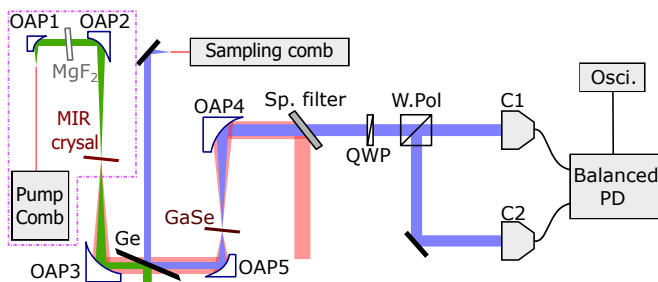 OAP1
OAP2
MgF2
MIR
crysal
Pump
Comb
OAP3
Ge
Sampling comb
OAP4
GaSe
OAP5
Sp. filter
QWP
W.Pol
C1
C2
Osci.
Balanced
PD